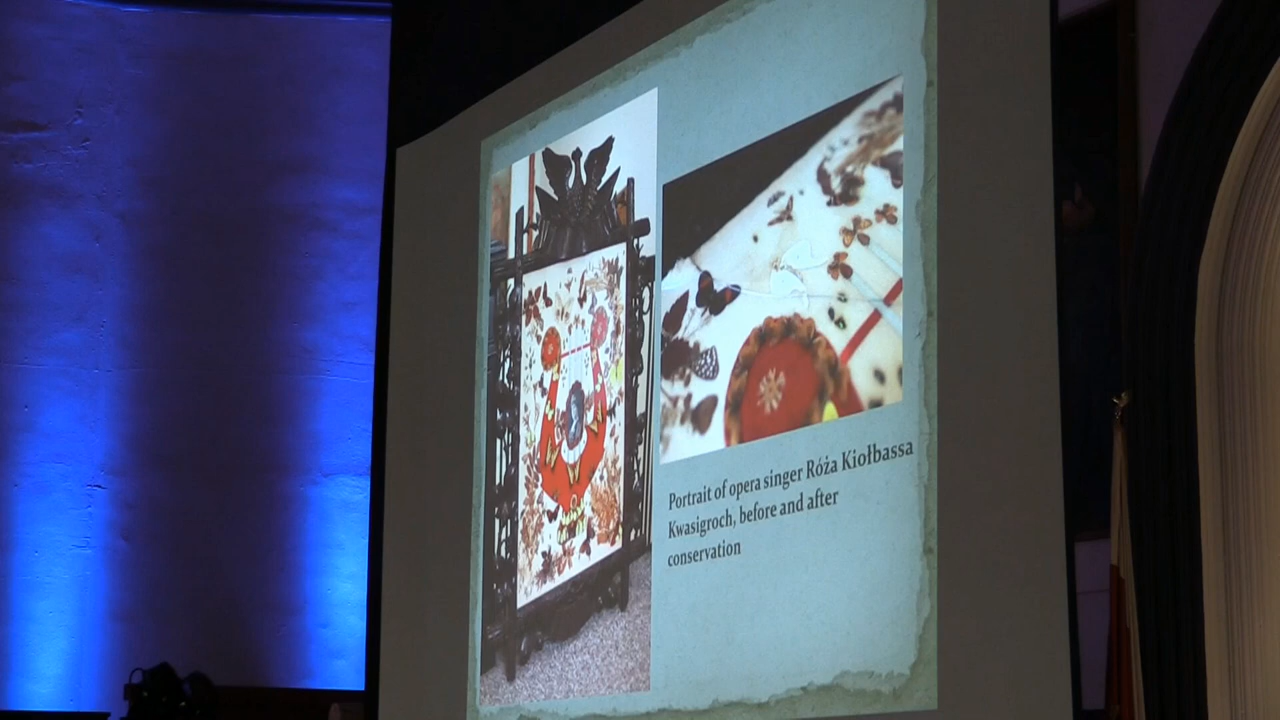 Portrait of opera singer Róża Kiołbassa
Kwasigroch, before and after
conservation